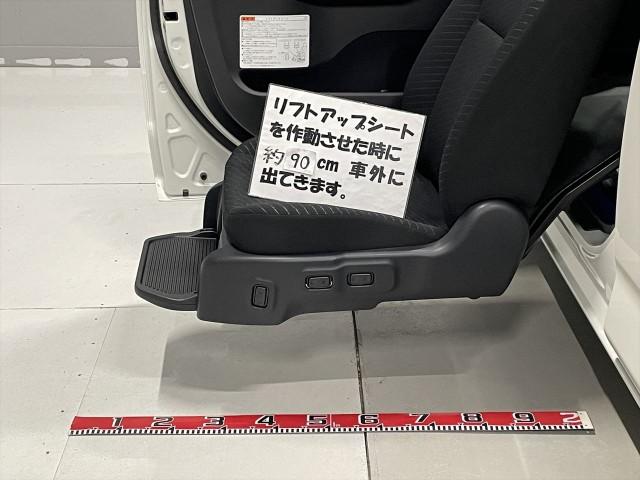 リフトアップシート
を作動させた時に
約90cm 車外に
出てきます。
1 2 3 4 5 6 7 8 9 2